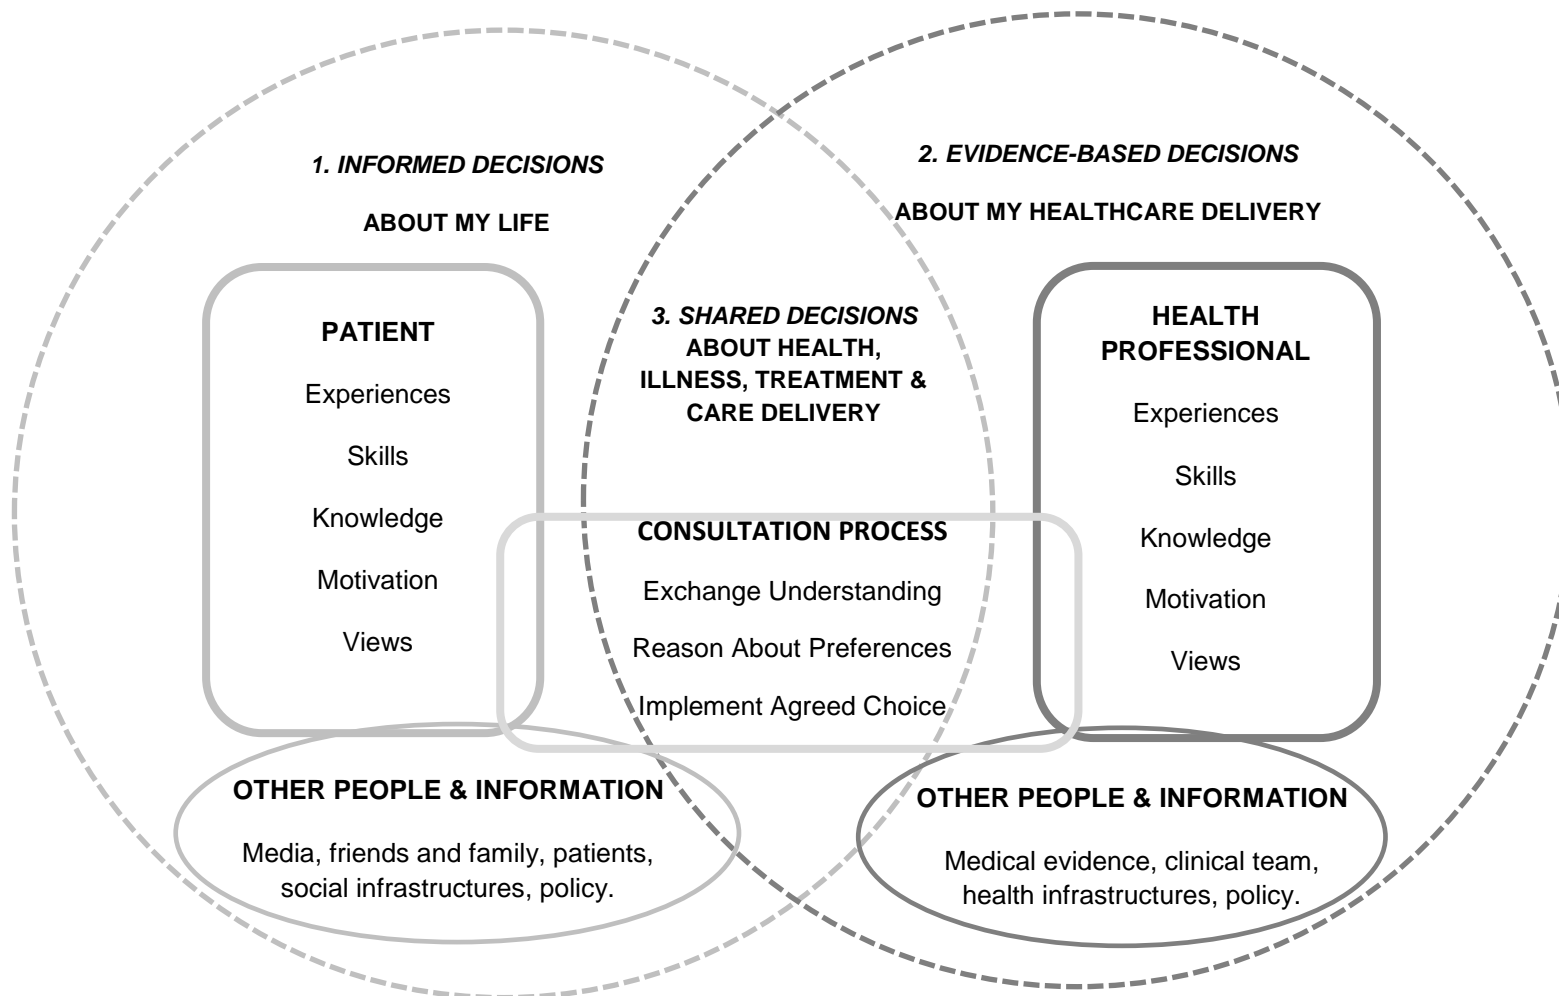 1. INFORMED DECISIONS
ABOUT MY LIFE
PATIENT
Experiences
Skills
Knowledge
Motivation
Views
OTHER PEOPLE & INFORMATION
Media, friends and family, patients,
social infrastructures, policy.
3. SHARED DECISIONS
ABOUT HEALTH,
ILLNESS, TREATMENT &
CARE DELIVERY
CONSULTATION PROCESS
Exchange Understanding
Reason About Preferences
Implement Agreed Choice
2. EVIDENCE-BASED DECISIONS
ABOUT MY HEALTHCARE DELIVERY
HEALTH
PROFESSIONAL
Experiences
Skills
Knowledge
Motivation
Views
OTHER PEOPLE & INFORMATION
Medical evidence, clinical team,
health infrastructures, policy.